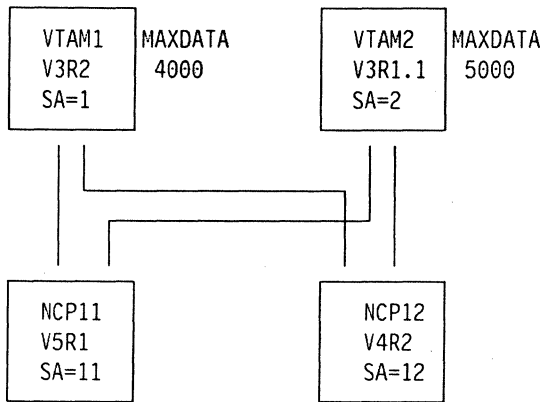 VTAM1 MAXDATA VTAM2 MAXDATA
V3R2 4000 V3R1.1 5000
SA=1 SA=2
NCP11 NCP12
V5R1 V4R2
SA=11 SA=12